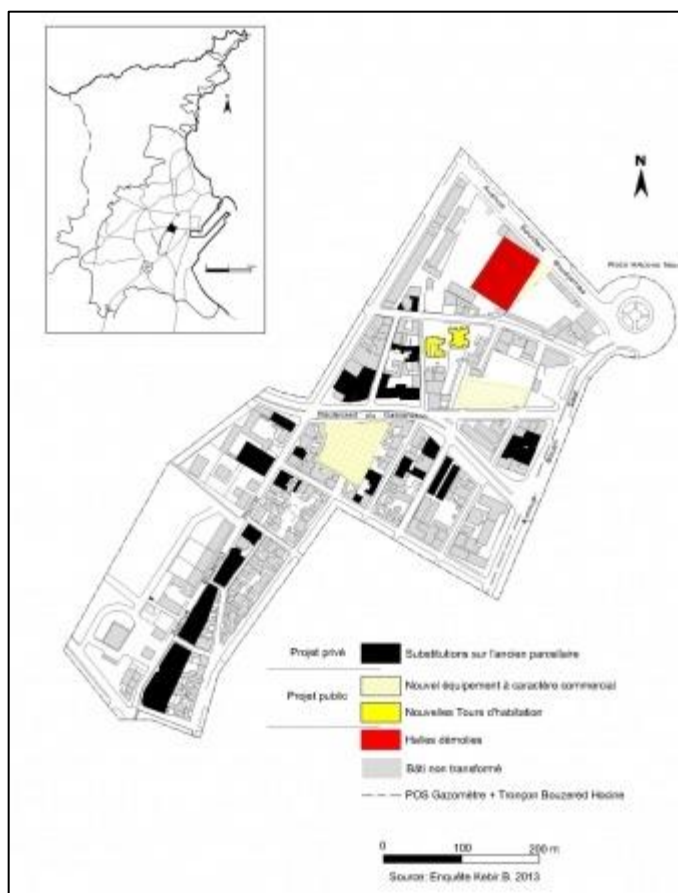 N
Boulevard du Gazomètre
Projet privé
Substitutions sur l'ancien parcellaire
Projet public
Nouvel équipement à caractère commercial
Nouvelles Tours d'habitation
Halles démolies
Bâti non transformé
POS Gazomètre + Tronçon Bouzered Hocine
0 100 200 m
Source: Enquête Kebir B. 2013